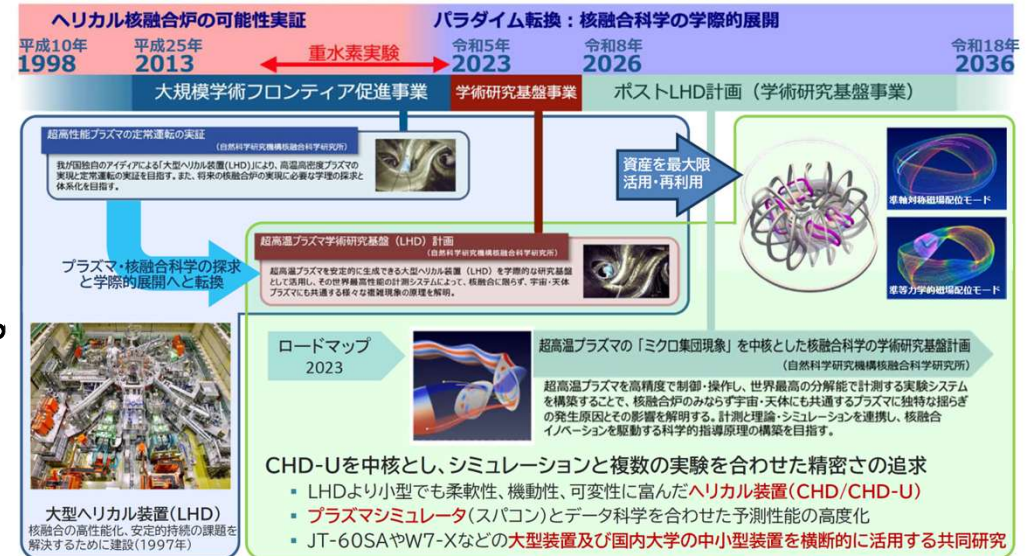 ヘリカル核融合炉の可能性実証
パラダイム転換：核融合科学の学際的展開
平成10年
1998
平成25年
2013
重水素実験
令和5年
2023
令和8年
2026
令和18年
2036
大規模学術フロンティア促進事業
学術研究基盤事業
ポストLHD計画（学術研究基盤事業）
超高性能プラズマの定常運転の実証
（自然科学研究機構核融合科学研究所）
我が国独自のアイディアによる「大型ヘリカル装置(LHD)」により、高温高密度プラズマの
実現と定常運転の実証を目指す。また、将来の核融合炉の実現に必要な学理の探求と
体系化を目指す。
資産を最大限
活用・再利用
準軸対称磁場配位モード
準等力学的磁場配位モード
プラズマ・核融合科学の探求
と学際的展開へと転換
超高温プラズマ学術研究基盤（LHD）計画
（自然科学研究機構核融合科学研究所）
超高温プラズマを安定的に生成できる大型ヘリカル装置（LHD）を学際的な研究基盤
として活用し、その世界最高性能の計測システムによって、核融合に限らず、宇宙・天体
プラズマにも共通する様々な複雑現象の原理を解明。
ロードマップ
2023
超高温プラズマの「ミクロ集団現象」を中核とした核融合科学の学術研究基盤計画
（自然科学研究機構核融合科学研究所）
超高温プラズマを高精度で制御・操作し、世界最高の分解能で計測する実験システム
を構築することで、核融合炉のみならず宇宙・天体にも共通するプラズマに独特な揺らぎ
の発生原因とその影響を解明する。計測と理論・シミュレーションを連携し、核融合
イノベーションを駆動する科学的指導原理の構築を目指す。
大型ヘリカル装置(LHD)
核融合の高性能化、安定的持続の課題を
解決するために建設(1997年)
CHD-Uを中核とし、シミュレーションと複数の実験を合わせた精密さの追求
▪ LHDより小型でも柔軟性、機動性、可変性に富んだヘリカル装置(CHD/CHD-U)
▪ プラズマシミュレータ(スパコン)とデータ科学を合わせた予測性能の高度化
▪ JT-60SAやW7-Xなどの大型装置及び国内大学の中小型装置を横断的に活用する共同研究